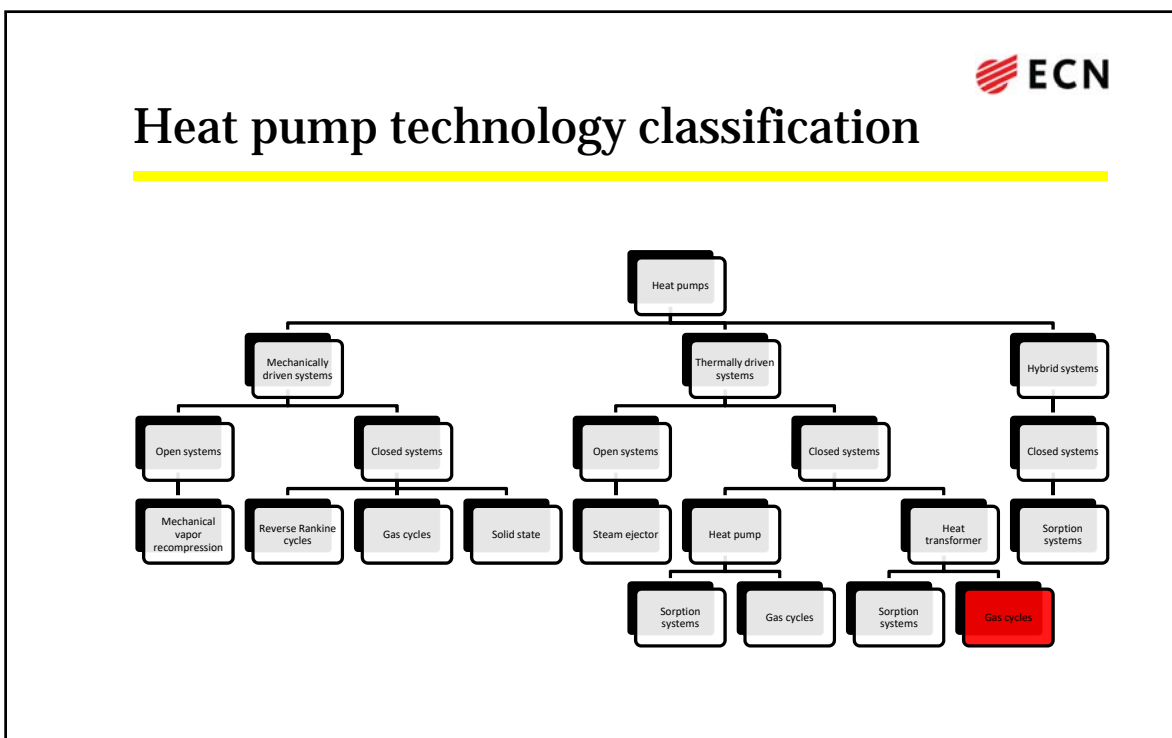 ECN
Heat pump technology classification
Heat pumps
Mechanically
driven systems
Thermally driven
systems
Hybrid systems
Open systems
Closed systems
Open systems
Closed systems
Closed systems
Mechanical
vapor
recompression
Reverse Rankine
cycles
Gas cycles
Solid state
Steam ejector
Heat pump
Heat
transformer
Sorption
systems
Sorption
systems
Gas cycles
Sorption
systems
Gas cycles